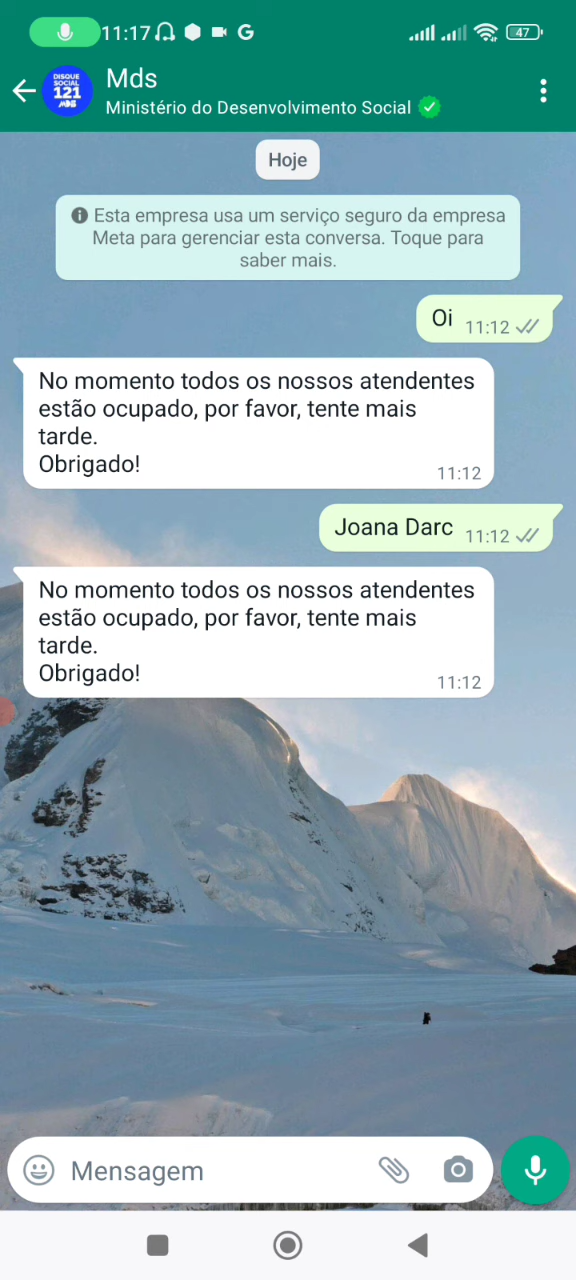 11:17
47
DISQUE
SOCIAL
121
MDS
Mds
Ministério do Desenvolvimento Social
Hoje
Esta empresa usa um serviço seguro da empresa
Meta para gerenciar esta conversa. Toque para
saber mais.
Oi 11:12
No momento todos os nossos atendentes
estão ocupado, por favor, tente mais
tarde.
Obrigado!
11:12
Joana Darc 11:12
No momento todos os nossos atendentes
estão ocupado, por favor, tente mais
tarde.
Obrigado!
11:12
Mensagem